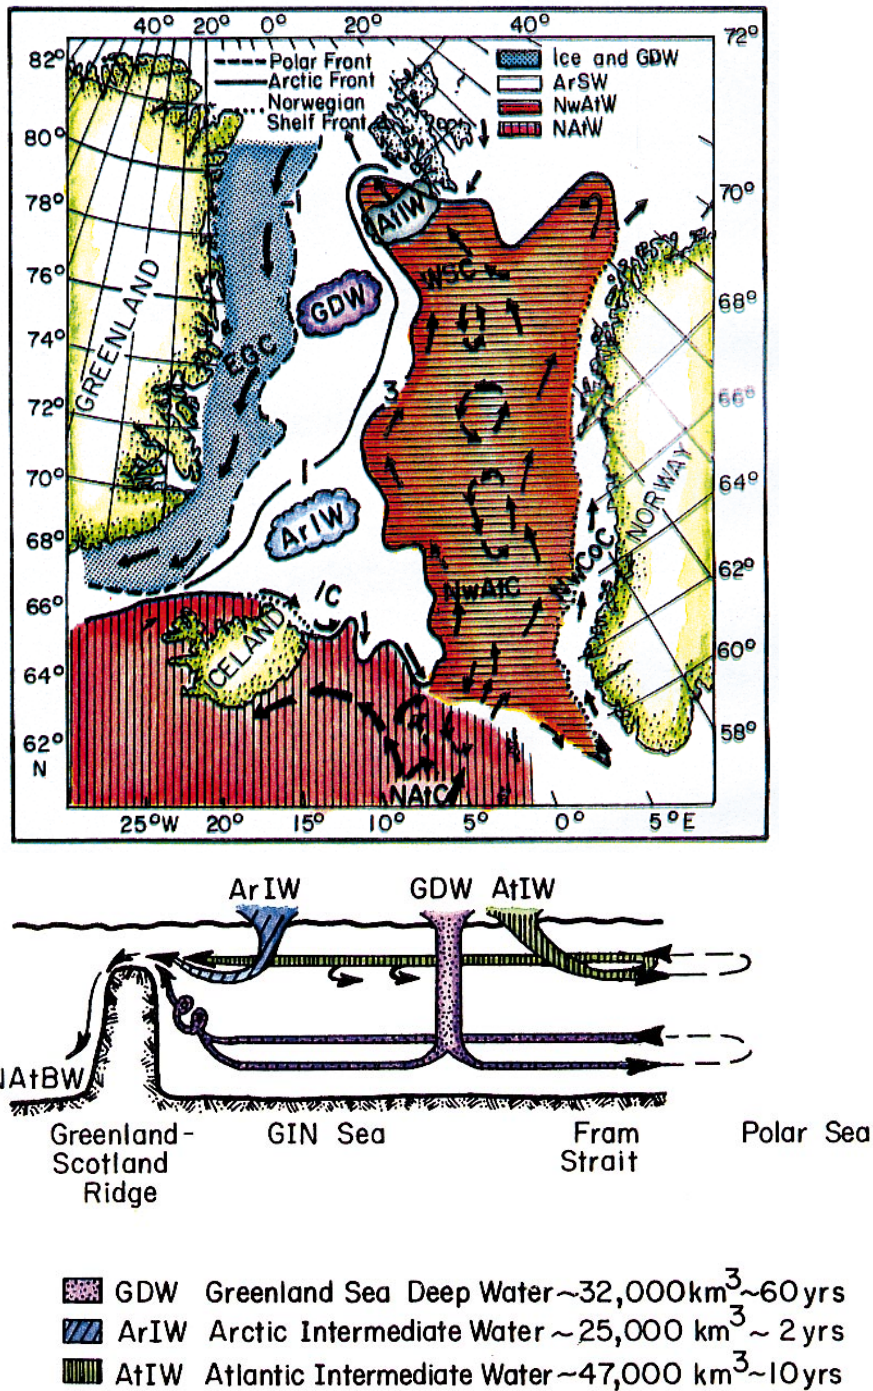 40° 20° 0° 20° 40°
72°
82°
80°
78°
76°
74°
72°
70°
68°
66°
64°
62°
N
Polar Front
Arctic Front
Norwegian
Shelf Front
Ice and GDW
ArSW
NwAtW
NAtW
70°
68°
66°
64°
62°
60°
58°
GREENLAND
AtIW
WSC
GDW
EGC
3
1
ArIW
NORWAY
NwCoC
NwAtC
IC
ICELAND
NAtC
25°W 20° 15° 10° 5° 0° 5°E
ArIW GDW AtIW
NAtBW
Greenland-
Scotland
Ridge
GIN Sea
Fram
Strait
Polar Sea
GDW Greenland Sea Deep Water ~32,000km³~60yrs
ArIW Arctic Intermediate Water ~25,000 km³ ~ 2yrs
AtIW Atlantic Intermediate Water ~47,000 km³~10yrs